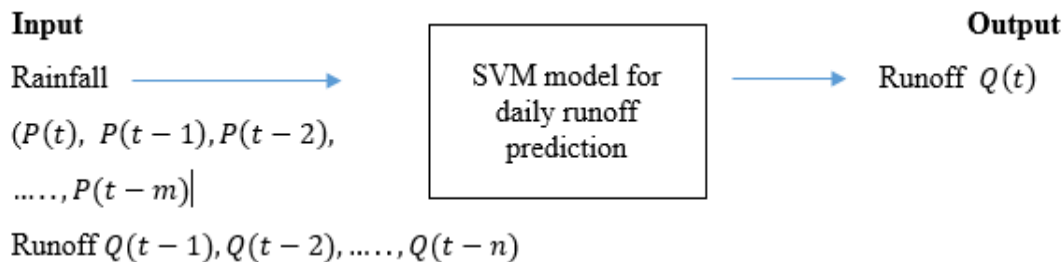 Input
Output
Rainfall
SVM model for
daily runoff
prediction
Runoff Q(t)
(P(t), P(t − 1), P(t − 2),
....., P(t − m)|
Runoff Q(t − 1), Q(t − 2), ....., Q(t − n)